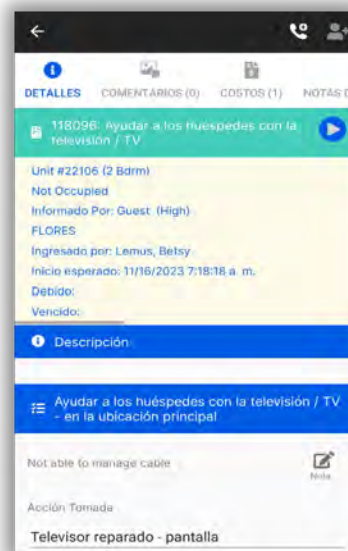 DETALLES COMENTARIOS (0) COSTOS (1) NOTAS
118096: Ayudar a los huéspedes con la
televisión / TV
Unit #22106 (2 Bdrm)
Not Occupied
Informado Por: Guest (High)
FLORES
Ingresado por: Lemus, Betsy
Inicio esperado: 11/16/2023 7:18:18 a. m.
Debido:
Vencido:
Descripción
Ayudar a los huéspedes con la televisión / TV
- en la ubicación principal
Not able to manage cable
Nota
Acción Tomada
Televisor reparado - pantalla